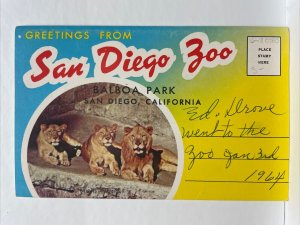 GREETINGS FROM
San Diego Zoo
BALBOA PARK
SAN DIEGO, CALIFORNIA
PLACE
STAMP
HERE
Ed. Drove
went to the
Zoo Jan 3rd
1964